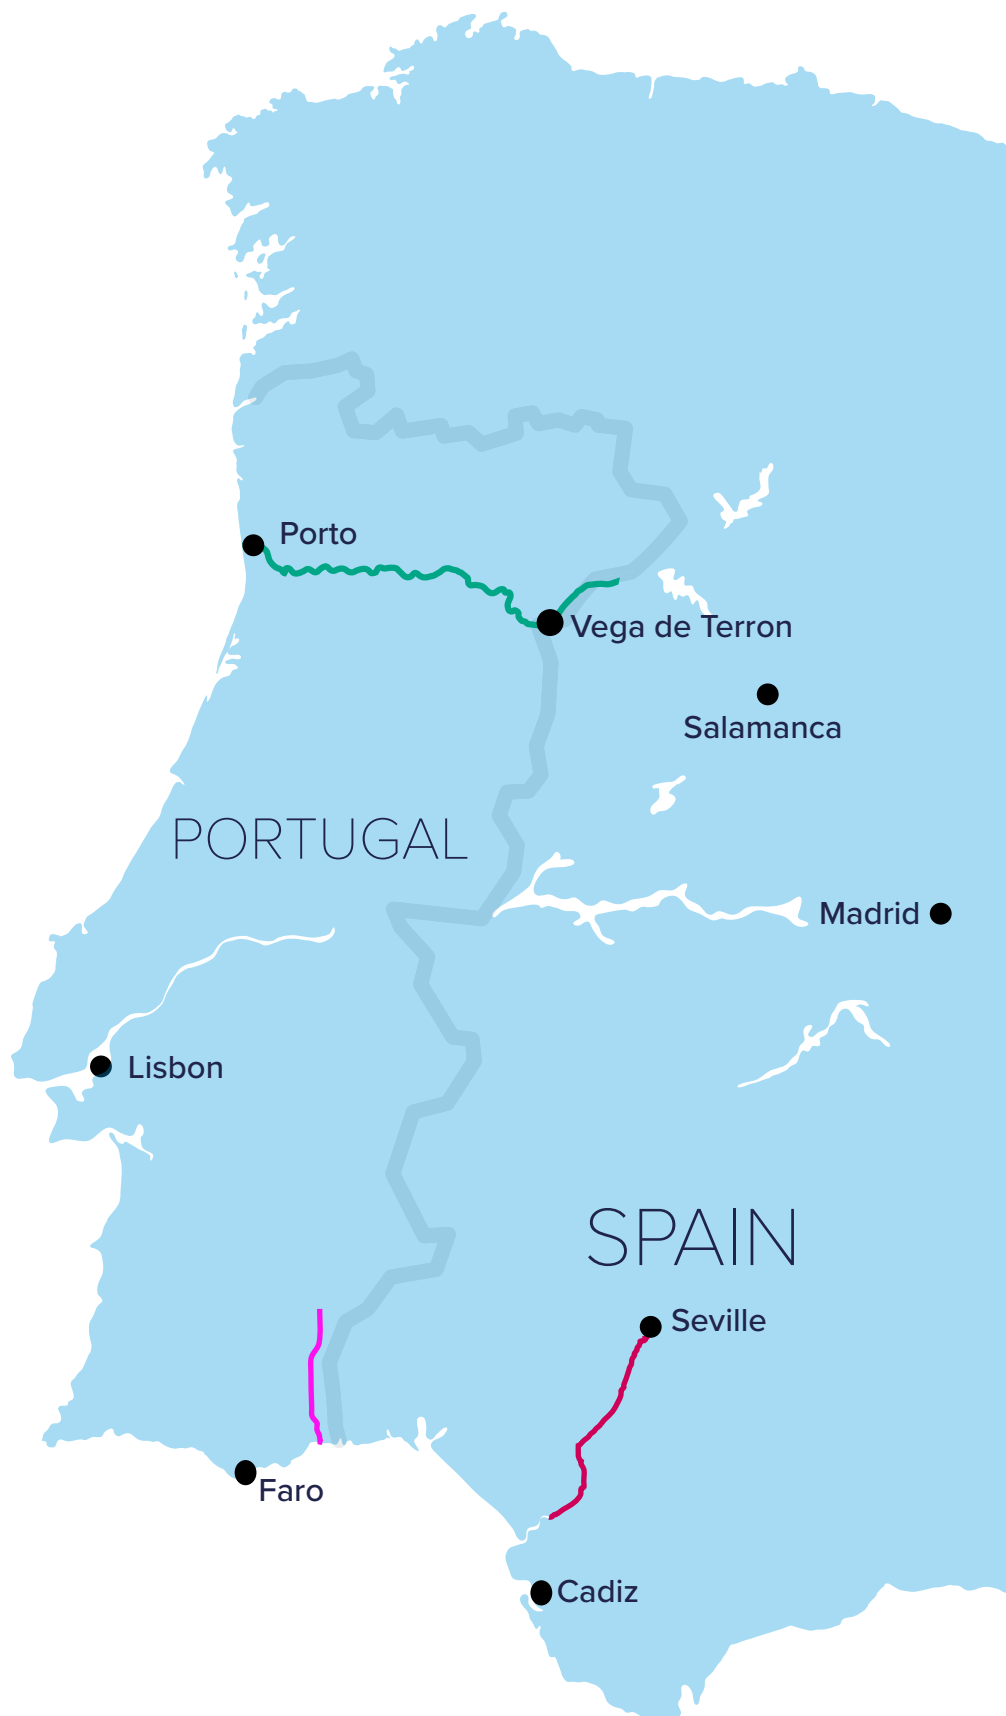 Porto
Vega de Terron
Salamanca
PORTUGAL
Madrid
Lisbon
SPAIN
Seville
Faro
Cadiz